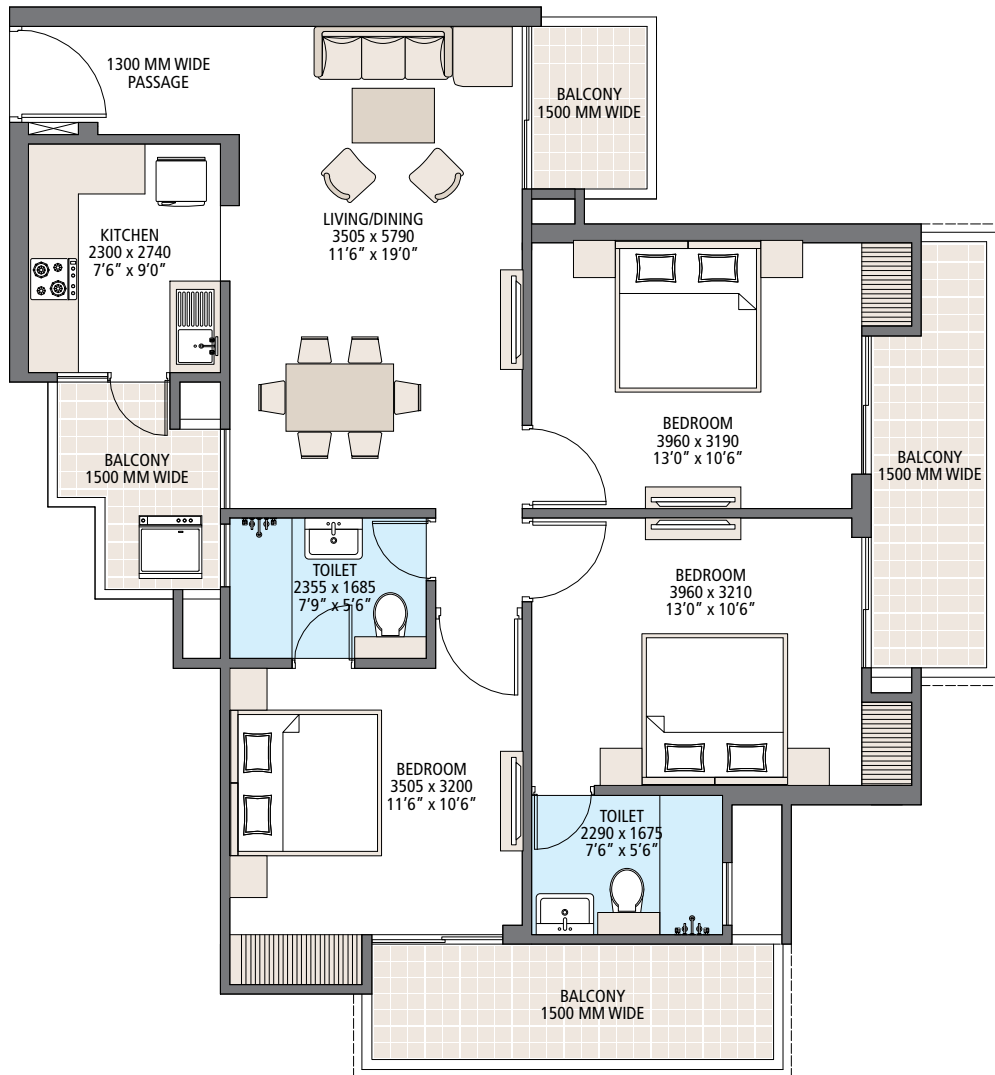 1300 MM WIDE
PASSAGE
BALCONY
1500 MM WIDE
LIVING/DINING
3505 x 5790
11'6" x 19'0"
KITCHEN
2300 x 2740
7'6" x 9'0"
BEDROOM
3960 x 3190
13'0" x 10'6"
BALCONY
1500 MM WIDE
BALCONY
1500 MM WIDE
TOILET
2355 x 1685
7'9" x 5'6"
BEDROOM
3960 x 3210
13'0" x 10'6"
BEDROOM
3505 x 3200
11'6" x 10'6"
TOILET
2290 x 1675
7'6" x 5'6"
BALCONY
1500 MM WIDE